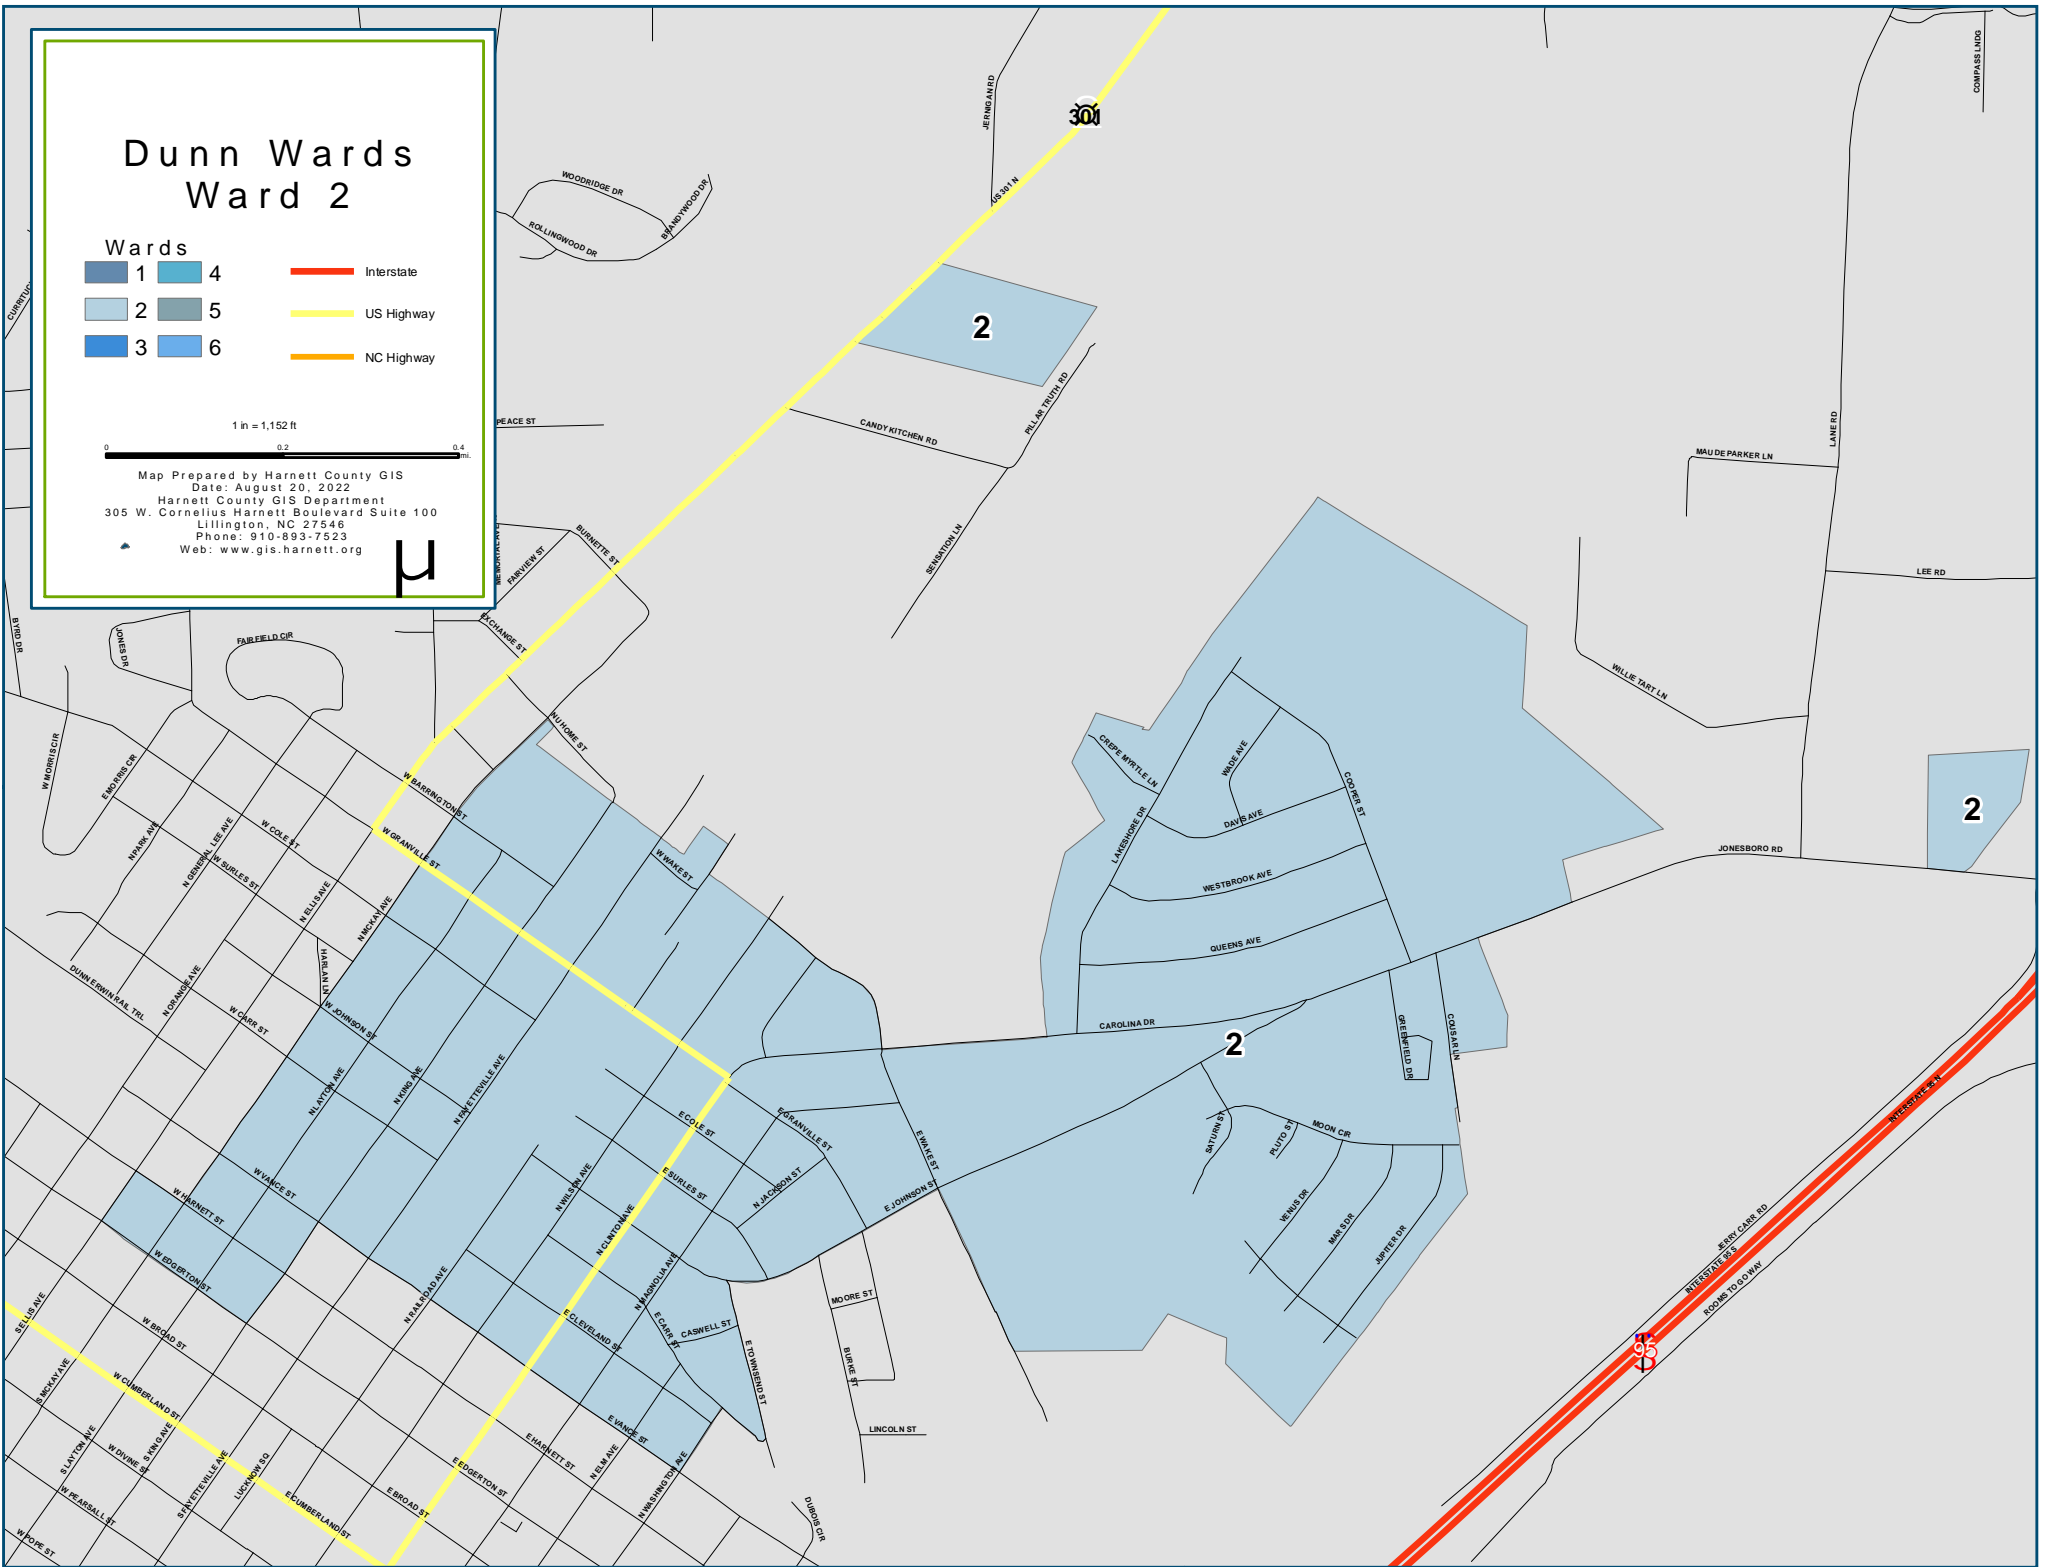 Dunn Wards
Ward 2
Wards
1
4
2
5
3
6
Interstate
US Highway
NC Highway
1 in = 1,152 ft
0 0.2 0.4
mi.
Map Prepared by Harnett County GIS
Date: August 20, 2022
Harnett County GIS Department
305 W. Cornelius Harnett Boulevard Suite 100
Lillington, NC 27546
Phone: 910-893-7523
Web: www.gis.harnett.org
µ
COMPASS LNDG
JERNIGAN RD
301
US 301 N
WOODRIDGE DR
BRANDYWOOD DR
ROLLINGWOOD DR
2
PILLAR TRUTH RD
CANDY KITCHEN RD
PEACE ST
LANE RD
MAUDE PARKER LN
SENSATION LN
LEE RD
BURNETTE ST
FAIRVIEW ST
MEMORIAL AVE
EXCHANGE ST
BYRD DR
JONES DR
FAIRFIELD CIR
WILLIE TART LN
NU HOME ST
W MORRIS CIR
E MORRIS CIR
W BARRINGTON ST
W GRANVILLE ST
CREPE MYRTLE LN
WADE AVE
COOPER ST
DAVIS AVE
LAKESHORE DR
2
JONESBORO RD
N PARK AVE
N GENERAL LEE AVE
W COLE ST
W SURLES ST
N ELLIS AVE
N MCKAY AVE
W WAKE ST
WESTBROOK AVE
QUEENS AVE
HARLAN LN
DUNN ERWIN RAIL TRL
N ORANGE AVE
W CARR ST
W JOHNSON ST
CAROLINA DR
2
GREENFIELD DR
COUSAR LN
N LAYTON AVE
N KING AVE
N FAYETTEVILLE AVE
E COLE ST
E GRANVILLE ST
E WAKE ST
SATURN ST
PLUTO ST
MOON CIR
INTERSTATE 95 N
W VANCE ST
W HARNETT ST
N WILSON AVE
E SURLES ST
N JACKSON ST
E JOHNSON ST
VENUS DR
MARS DR
JUPITER DR
N CLINTON AVE
JERRY CARR RD
INTERSTATE 95 S
ROOMS TO GO WAY
W EDGERTON ST
N RAILROAD AVE
N MAGNOLIA AVE
E CARR ST
CASWELL ST
E CLEVELAND ST
E TOWNSEND ST
MOORE ST
BURKE ST
95
S ELLIS AVE
W BROAD ST
S MCKAY AVE
W CUMBERLAND ST
LINCOLN ST
E VANCE ST
E HARNETT ST
N ELM AVE
N WASHINGTON AVE
S LAYTON AVE
W DIVINE ST
S KING AVE
S FAYETTEVILLE AVE
LUCKNOW SQ
E EDGERTON ST
W PEARSALL ST
E CUMBERLAND ST
E BROAD ST
DUBOIS CIR
W POPE ST